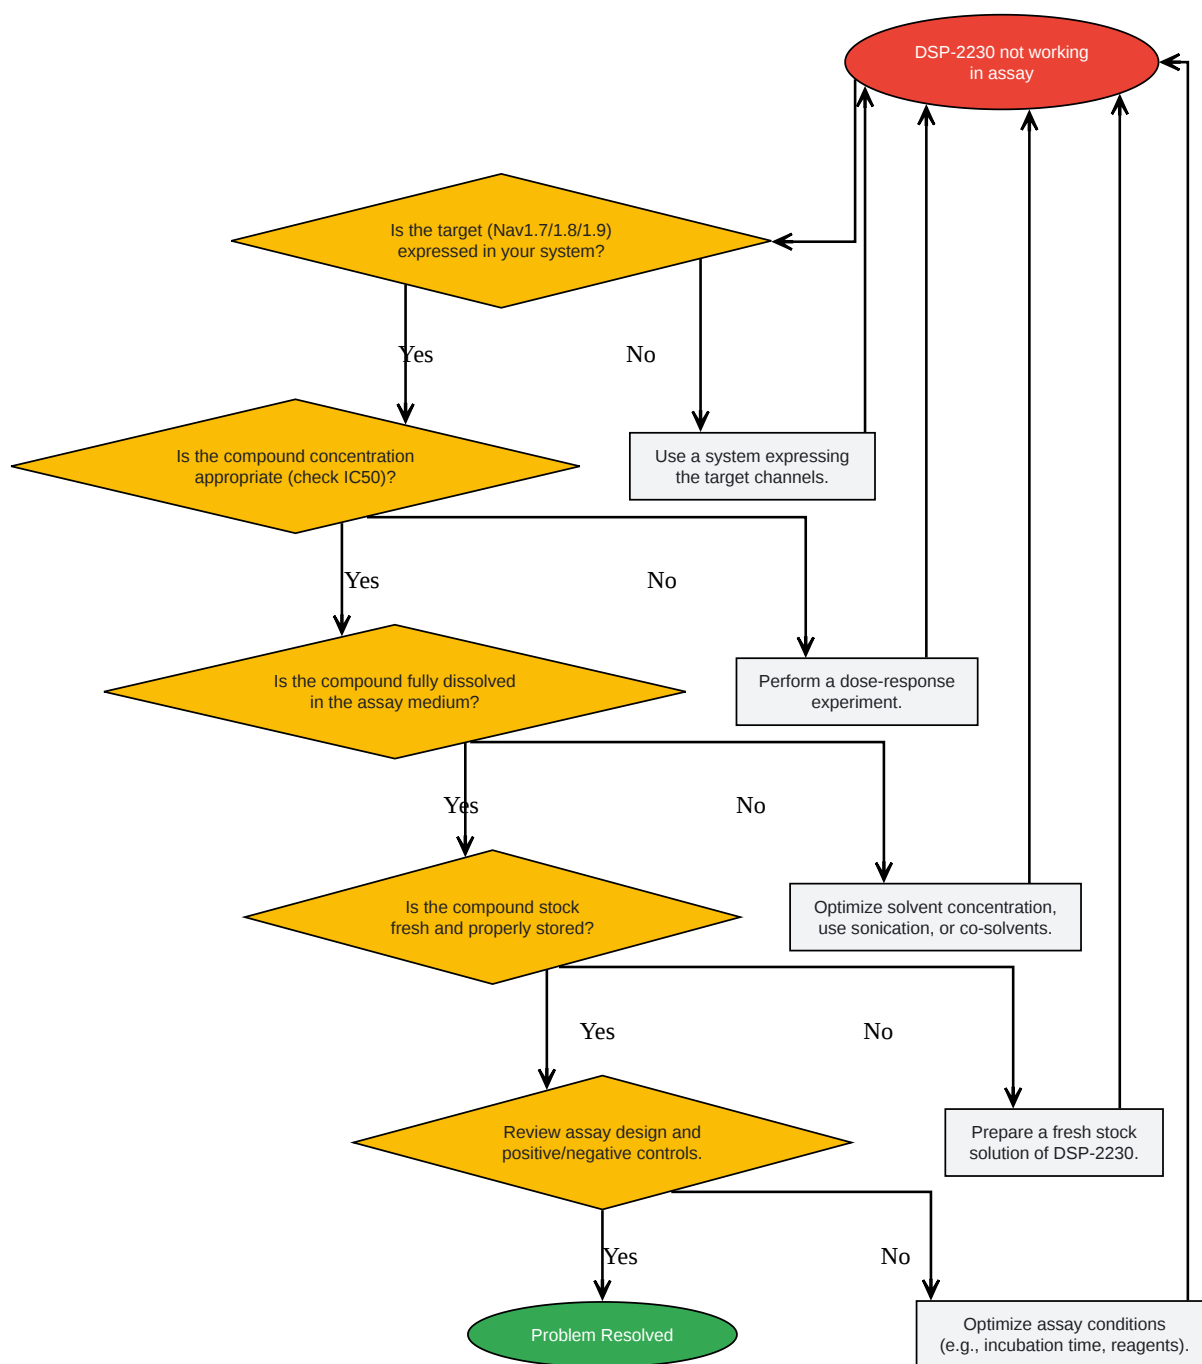 DSP-2230 not working
in assay
Is the target (Nav1.7/1.8/1.9)
expressed in your system?
Yes
No
Is the compound concentration
appropriate (check IC50)?
Use a system expressing
the target channels.
Yes
No
Is the compound fully dissolved
in the assay medium?
Perform a dose-response
experiment.
Yes
No
Is the compound stock
fresh and properly stored?
Optimize solvent concentration,
use sonication, or co-solvents.
Yes
No
Review assay design and
positive/negative controls.
Prepare a fresh stock
solution of DSP-2230.
Yes
No
Problem Resolved
Optimize assay conditions
(e.g., incubation time, reagents).